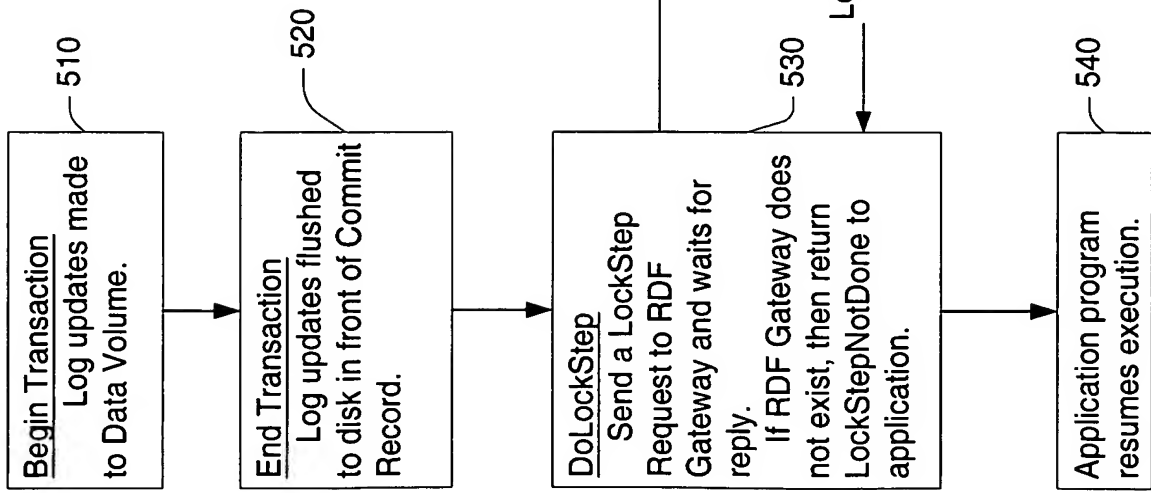 Begin Transaction
Log updates made
to Data Volume.
510
End Transaction
Log updates flushed
to disk in front of Commit
Record.
520
DoLockStep
Send a LockStep
Request to RDF
Gateway and waits for
reply.
If RDF Gateway does
not exist, then return
LockStepNotDone to
application.
530
Lo
Application program
resumes execution.
540